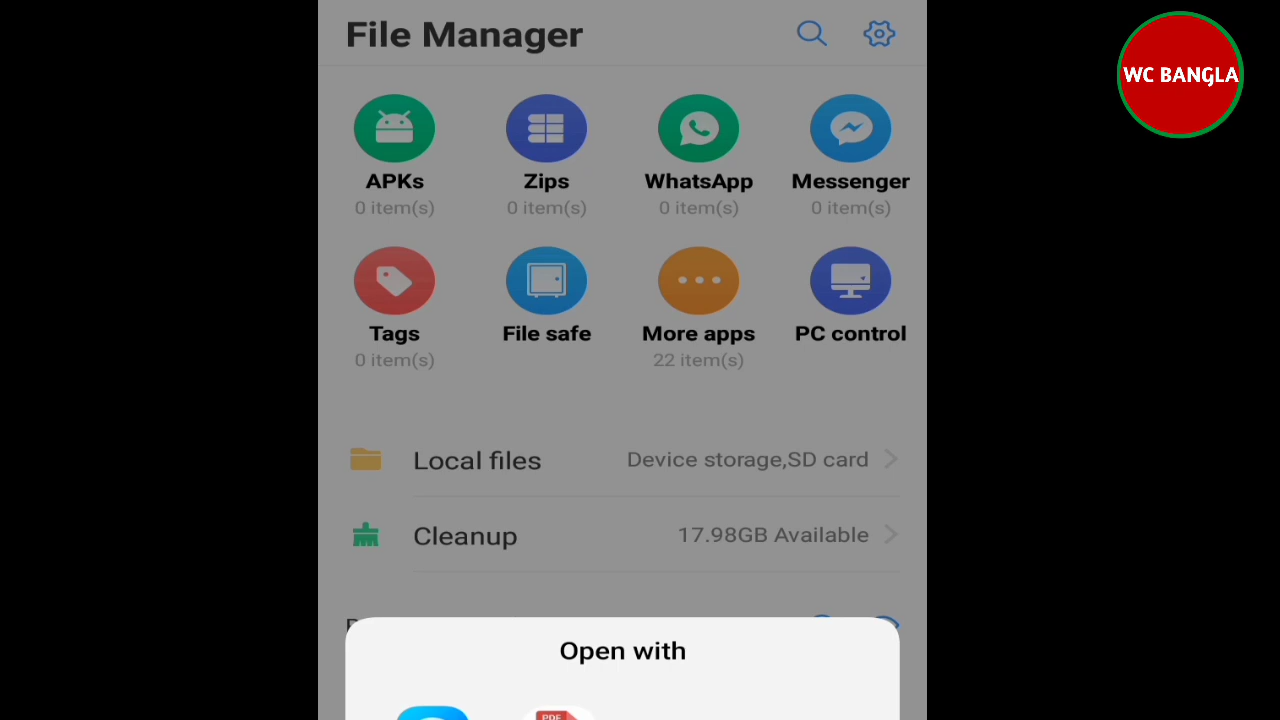 File Manager
WC BANGLA
APKs Zips WhatsApp Messenger
0 item(s) 0 item(s) 0 item(s) 0 item(s)
Tags File safe More apps PC control
0 item(s) 22 item(s)
Local files Device storage,SD card
Cleanup 17.98GB Available
Open with
PDF